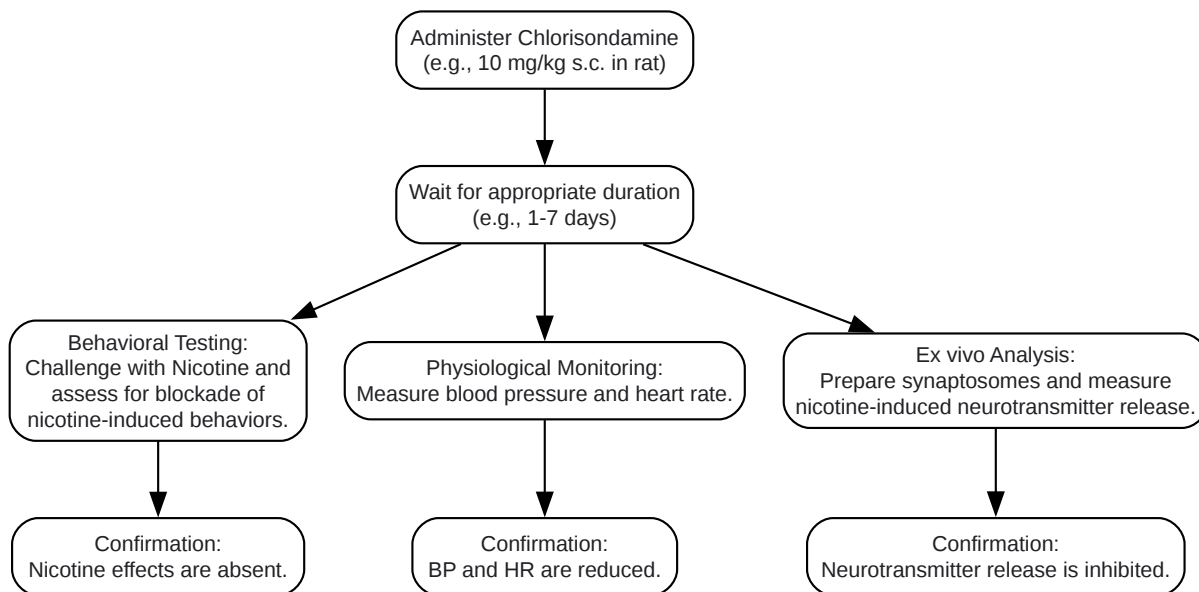 Administer Chlorisondamine
(e.g., 10 mg/kg s.c. in rat)
Wait for appropriate duration
(e.g., 1-7 days)
Behavioral Testing:
Challenge with Nicotine and
assess for blockade of
nicotine-induced behaviors.
Physiological Monitoring:
Measure blood pressure and heart rate.
Ex vivo Analysis:
Prepare synaptosomes and measure
nicotine-induced neurotransmitter release.
Confirmation:
Nicotine effects are absent.
Confirmation:
BP and HR are reduced.
Confirmation:
Neurotransmitter release is inhibited.